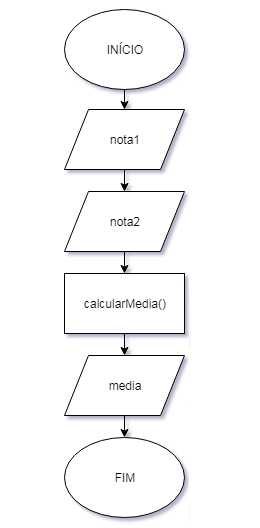 INÍCIO
nota1
nota2
calcularMedia()
media
FIM